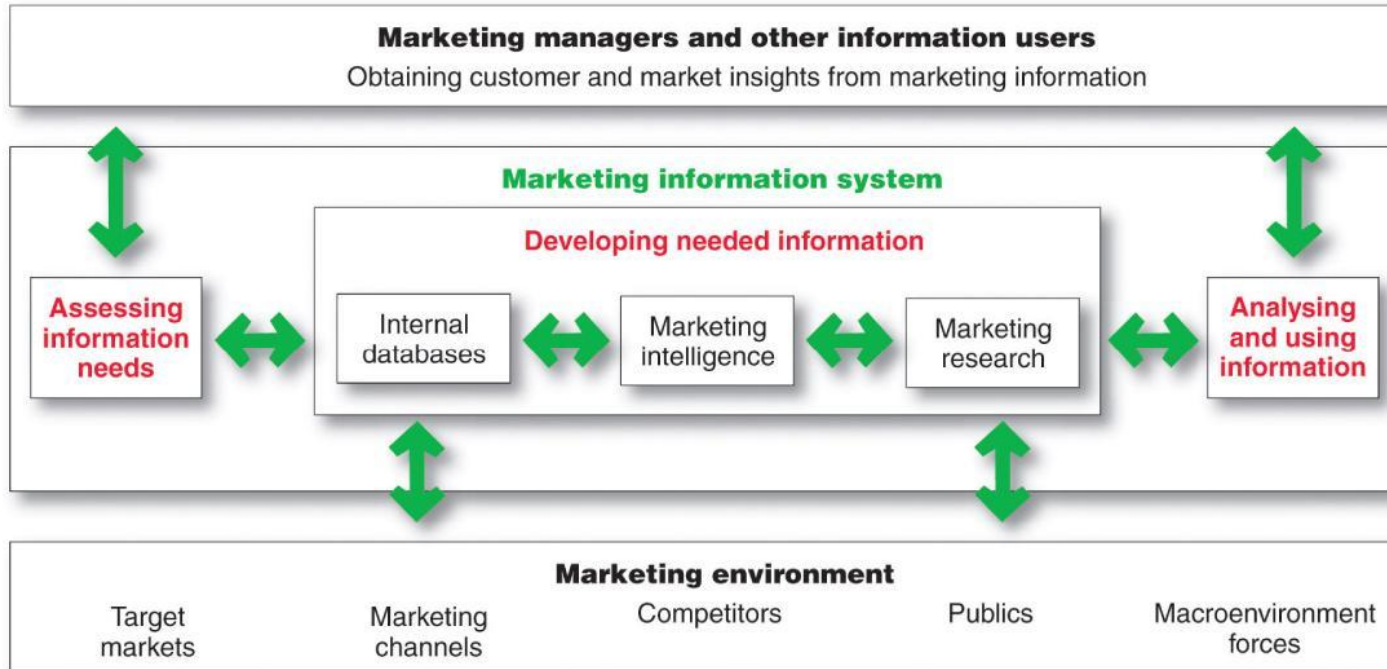 Marketing managers and other information users
Obtaining customer and market insights from marketing information
Marketing information system
Developing needed information
Assessing
information
needs
Internal
databases
Marketing
intelligence
Marketing
research
Analysing
and using
information
Marketing environment
Target
markets
Marketing
channels
Competitors
Publics
Macroenvironment
forces